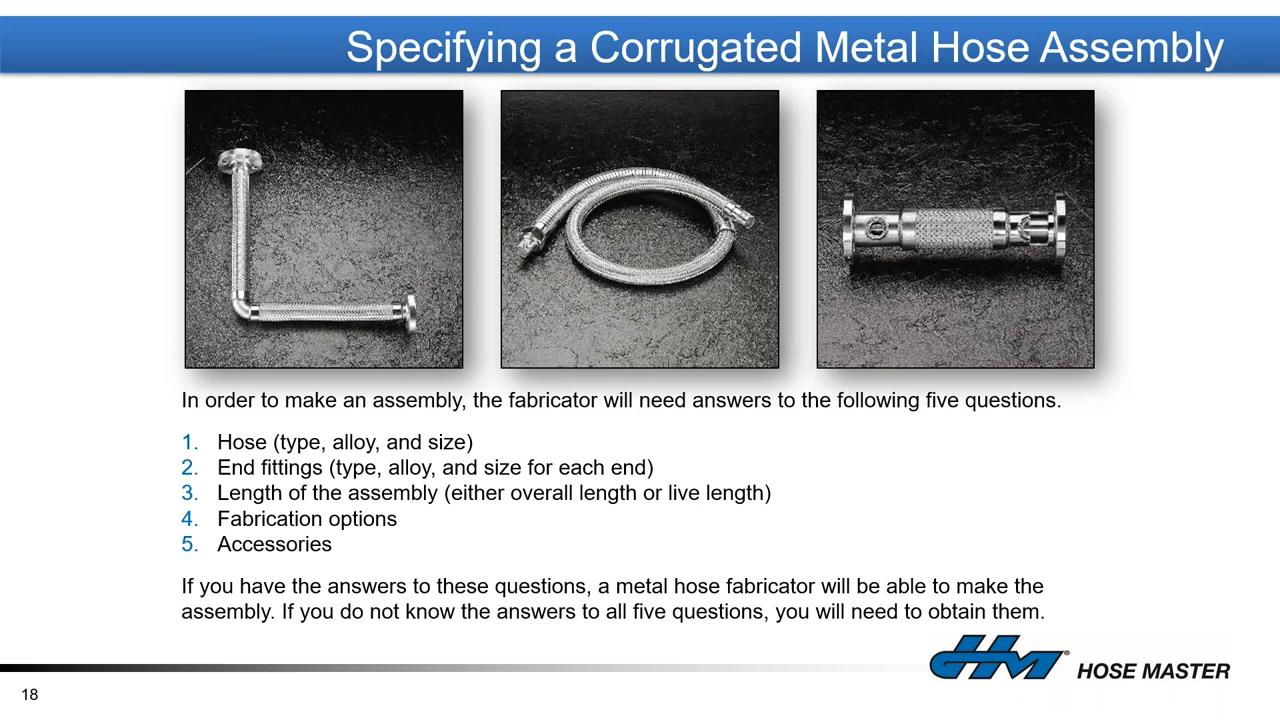 Specifying a Corrugated Metal Hose Assembly
In order to make an assembly, the fabricator will need answers to the following five questions.
1. Hose (type, alloy, and size)
2. End fittings (type, alloy, and size for each end)
3. Length of the assembly (either overall length or live length)
4. Fabrication options
5. Accessories
If you have the answers to these questions, a metal hose fabricator will be able to make the
assembly. If you do not know the answers to all five questions, you will need to obtain them.
HM® HOSE MASTER
18